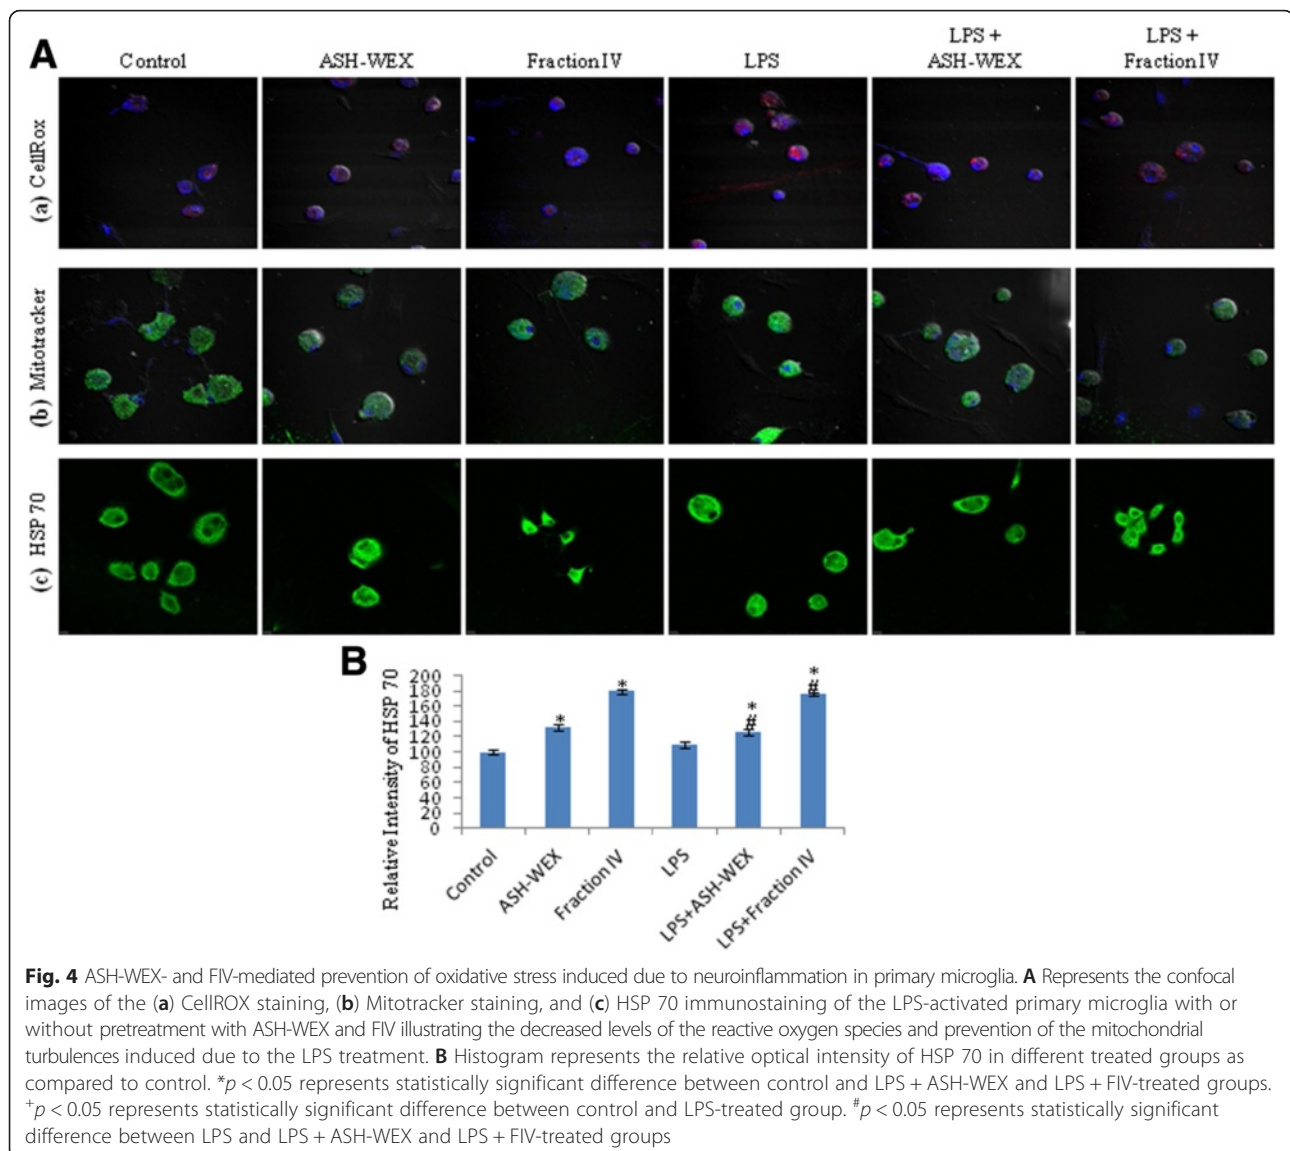 A
Control
ASH-WEX
Fraction IV
LPS
LPS +
ASH-WEX
LPS +
Fraction IV
(a) CellRox
(b) Mitotracker
(c) HSP 70
B
Relative Intensity of HSP 70
200
180
160
140
120
100
80
60
40
20
0
*
*
*
#
*
#
Control
ASH-WEX
Fraction IV
LPS
LPS+ASH-WEX
LPS+Fraction IV
Fig. 4 ASH-WEX- and FIV-mediated prevention of oxidative stress induced due to neuroinflammation in primary microglia. A Represents the confocal
images of the (a) CellROX staining, (b) Mitotracker staining, and (c) HSP 70 immunostaining of the LPS-activated primary microglia with or
without pretreatment with ASH-WEX and FIV illustrating the decreased levels of the reactive oxygen species and prevention of the mitochondrial
turbulences induced due to the LPS treatment. B Histogram represents the relative optical intensity of HSP 70 in different treated groups as
compared to control. *p < 0.05 represents statistically significant difference between control and LPS + ASH-WEX and LPS + FIV-treated groups.
+p < 0.05 represents statistically significant difference between control and LPS-treated group. #p < 0.05 represents statistically significant
difference between LPS and LPS + ASH-WEX and LPS + FIV-treated groups